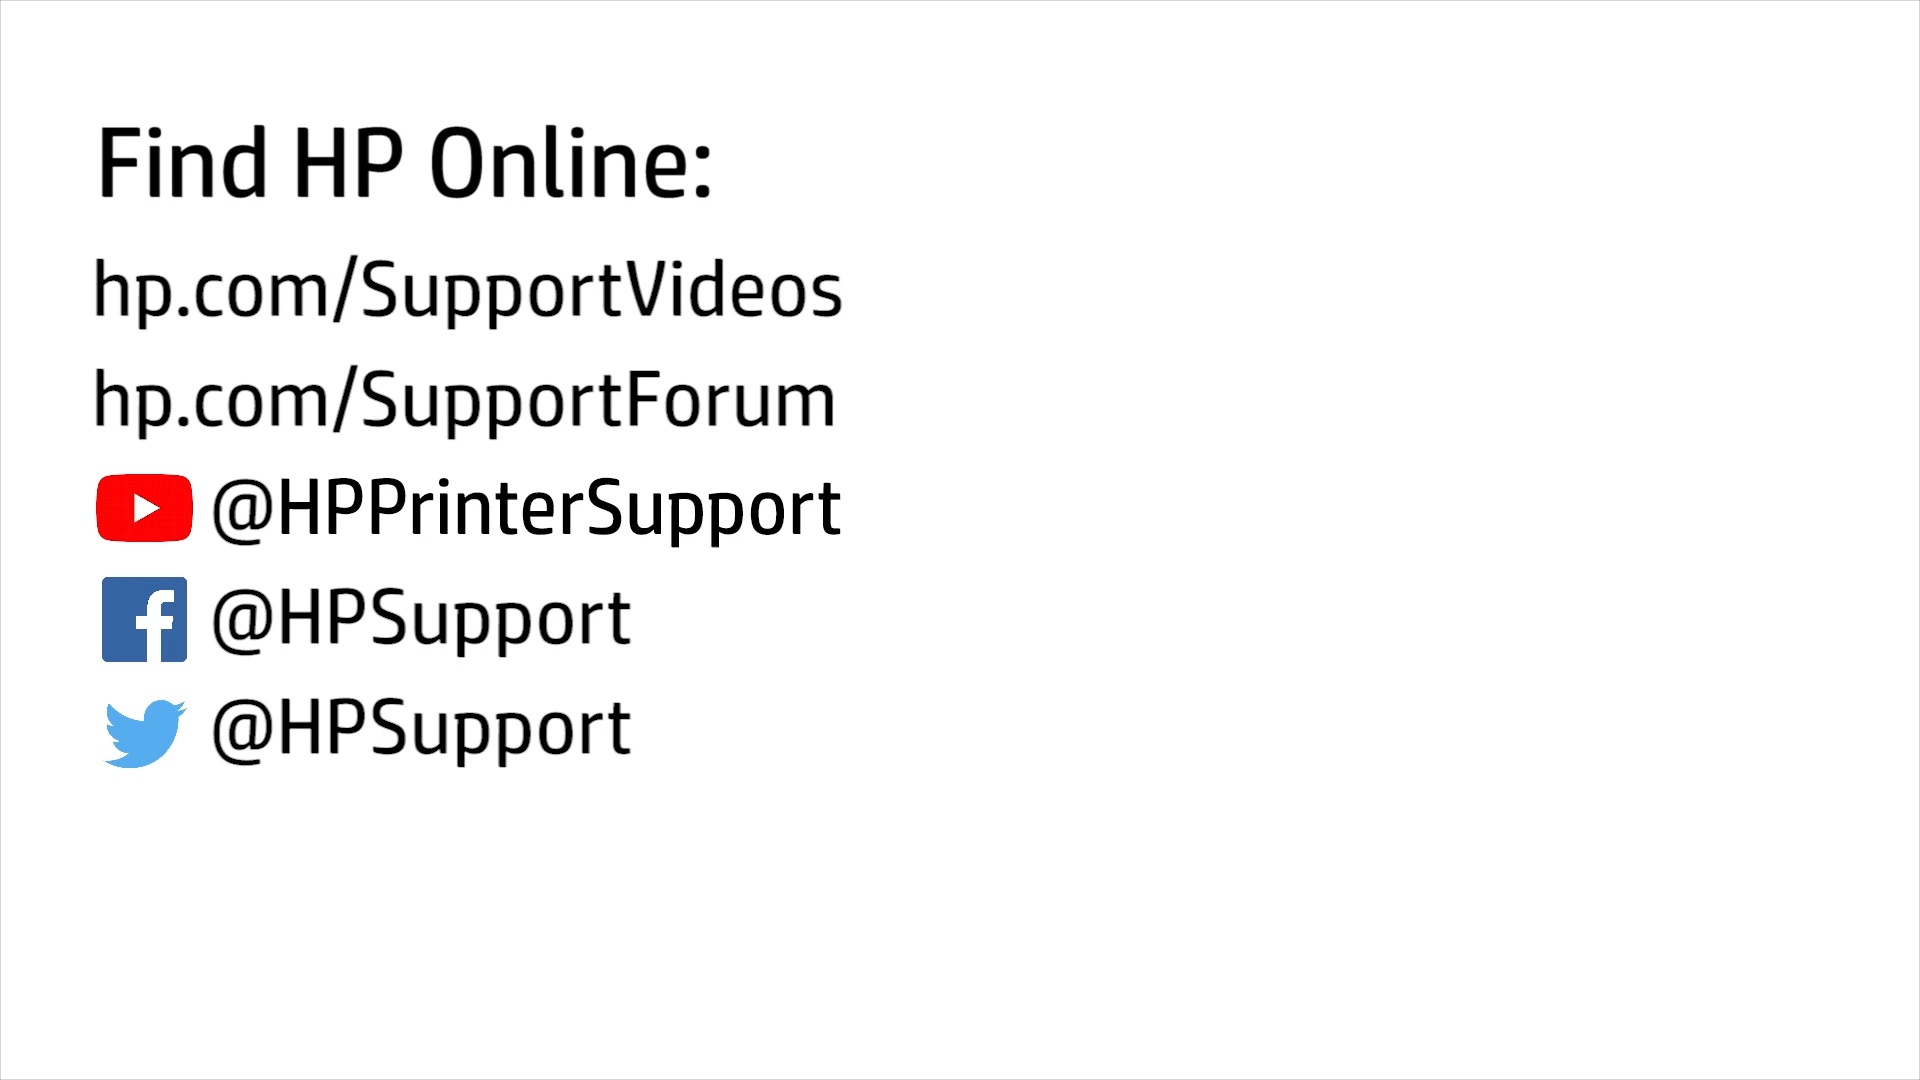 Find HP Online:
hp.com/SupportVideos
hp.com/SupportForum
@HPPrinterSupport
@HPSupport
@HPSupport